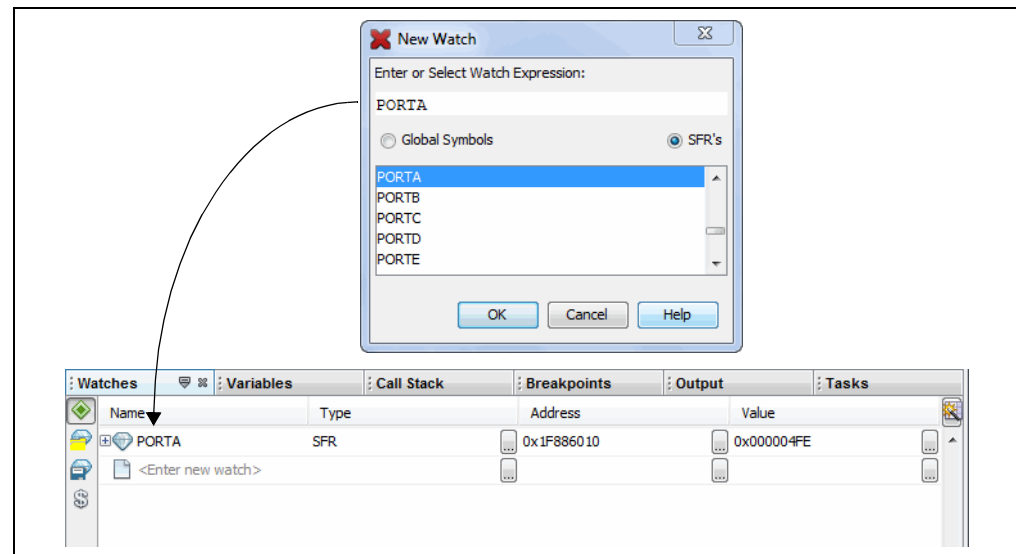 New Watch
Enter or Select Watch Expression:
PORTA
Global Symbols SFR's
PORTA
PORTB
PORTC
PORTD
PORTE
OK Cancel Help
Watches Variables Call Stack Breakpoints Output Tasks
Name Type Address Value
PORTA SFR ... 0x1F886010 ... 0x000004FE ...
<Enter new watch> ... ... ...